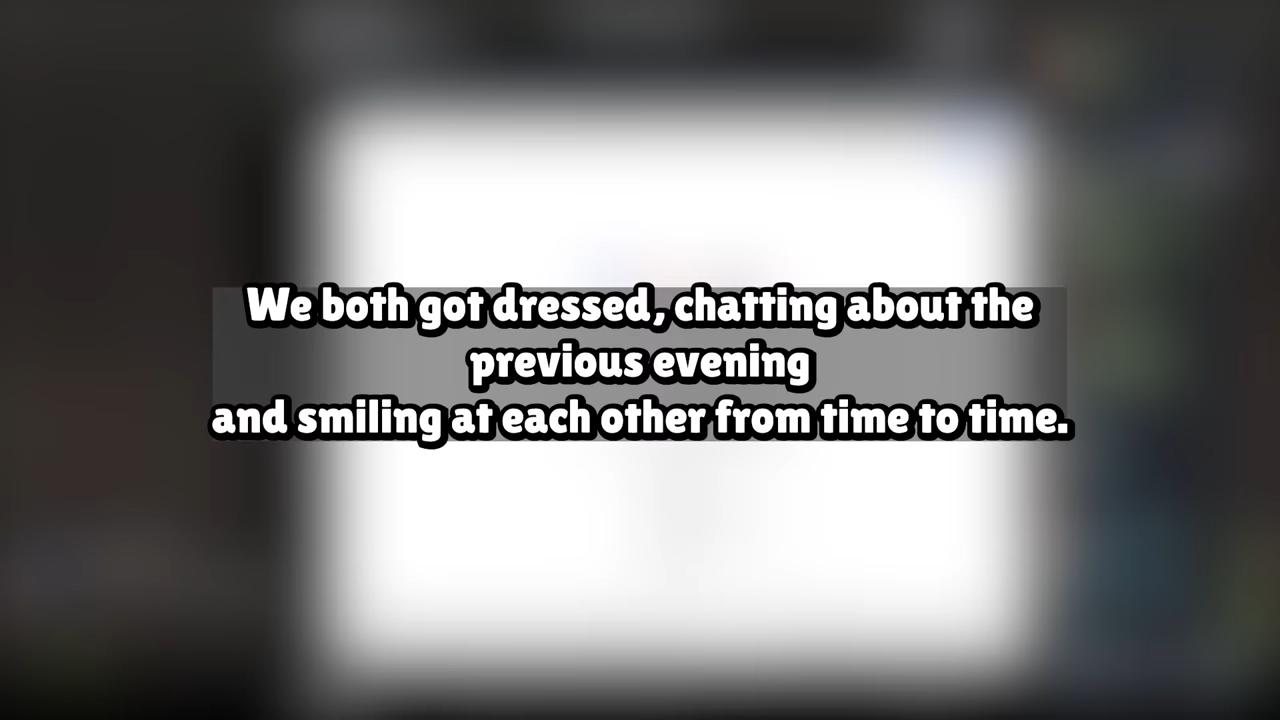 We both got dressed, chatting about the
previous evening
and smiling at each other from time to time.